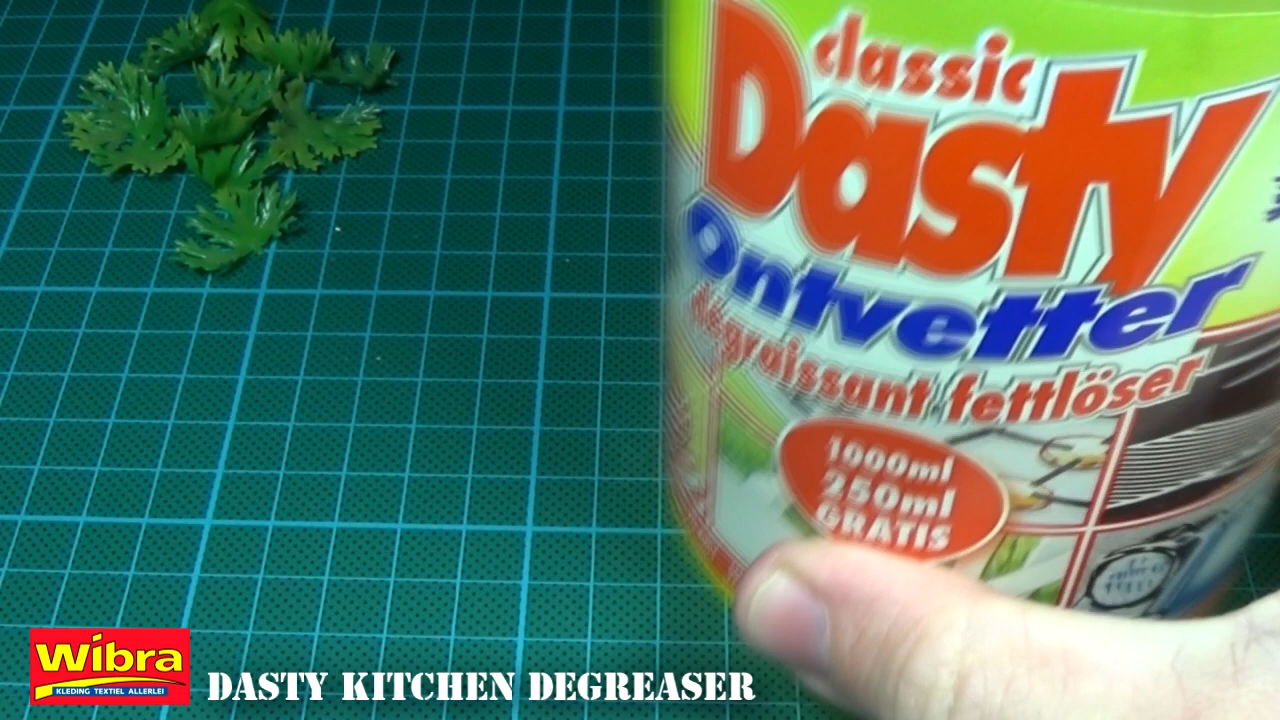 classic
Dasty
Ontvetter
dégraissant fettlöser
1000ml
250ml
GRATIS
Wibra
KLEDING TEXTIEL ALLERLEI
DASTY KITCHEN DEGREASER